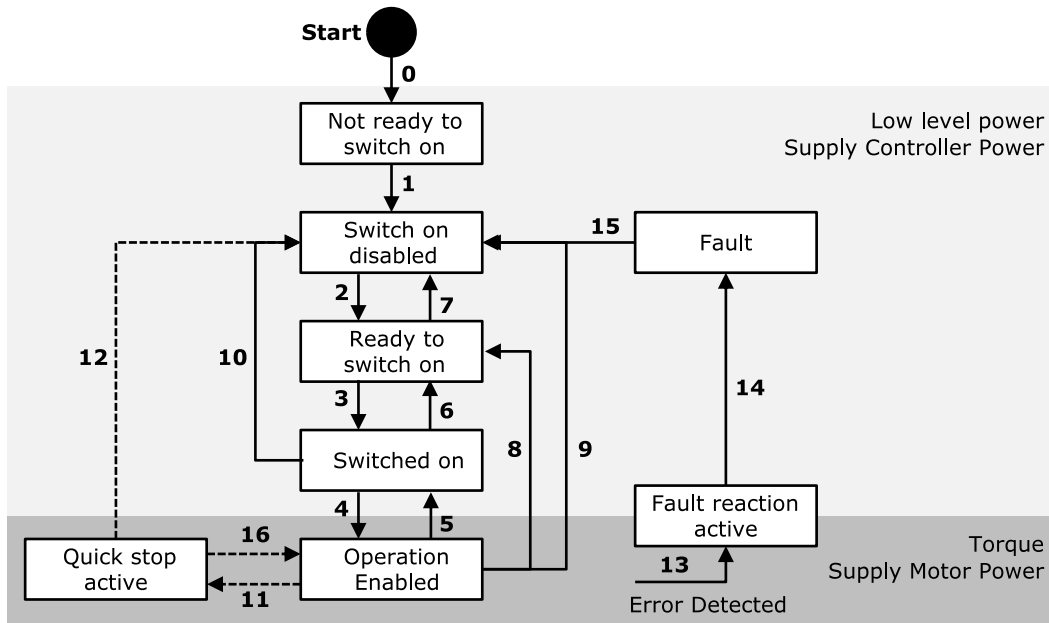 Start
0
Not ready to
switch on
Low level power
Supply Controller Power
1
Switch on
disabled
15
Fault
2
7
Ready to
switch on
12
10
3
6
14
8
9
Switched on
4
5
Fault reaction
active
16
Quick stop
active
11
Operation
Enabled
13
Error Detected
Torque
Supply Motor Power